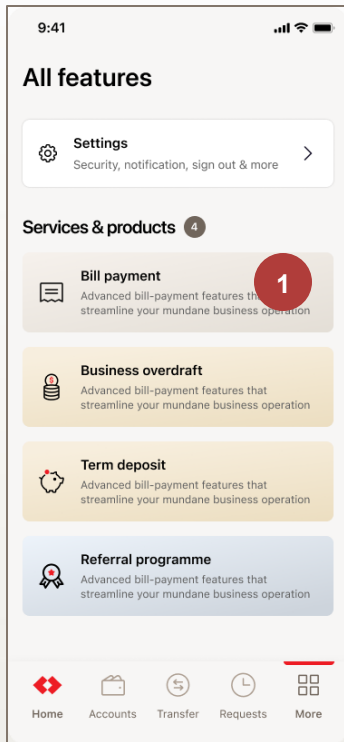 9:41
All features
Settings
Security, notification, sign out & more
Services & products 4
Bill payment
1
Advanced bill-payment features
streamline your mundane business operation
Business overdraft
Advanced bill-payment features that
streamline your mundane business operation
Term deposit
Advanced bill-payment features that
streamline your mundane business operation
Referral programme
Advanced bill-payment features that
streamline your mundane business operation
Home Accounts Transfer Requests More